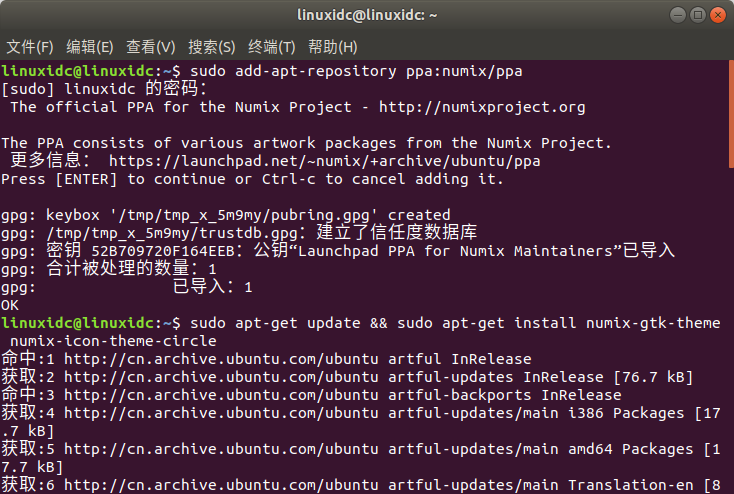 linuxidc@linuxidc: ~
文件(F) 编辑(E) 查看(V) 搜索(S) 终端(T) 帮助(H)
linuxidc@linuxidc:~$ sudo add-apt-repository ppa:numix/ppa
[sudo] linuxidc 的密码：
 The official PPA for the Numix Project - http://numixproject.org
The PPA consists of various artwork packages from the Numix Project.
 更多信息： https://launchpad.net/~numix/+archive/ubuntu/ppa
Press [ENTER] to continue or Ctrl-c to cancel adding it.
gpg: keybox '/tmp/tmp_x_5m9my/pubring.gpg' created
gpg: /tmp/tmp_x_5m9my/trustdb.gpg：建立了信任度数据库
gpg: 密钥 52B709720F164EEB：公钥“Launchpad PPA for Numix Maintainers”已导入
gpg: 合计被处理的数量：1
gpg:               已导入：1
OK
linuxidc@linuxidc:~$ sudo apt-get update && sudo apt-get install numix-gtk-theme
 numix-icon-theme-circle
命中:1 http://cn.archive.ubuntu.com/ubuntu artful InRelease
获取:2 http://cn.archive.ubuntu.com/ubuntu artful-updates InRelease [76.7 kB]
命中:3 http://cn.archive.ubuntu.com/ubuntu artful-backports InRelease
获取:4 http://cn.archive.ubuntu.com/ubuntu artful-updates/main i386 Packages [17
.7 kB]
获取:5 http://cn.archive.ubuntu.com/ubuntu artful-updates/main amd64 Packages [1
7.7 kB]
获取:6 http://cn.archive.ubuntu.com/ubuntu artful-updates/main Translation-en [8